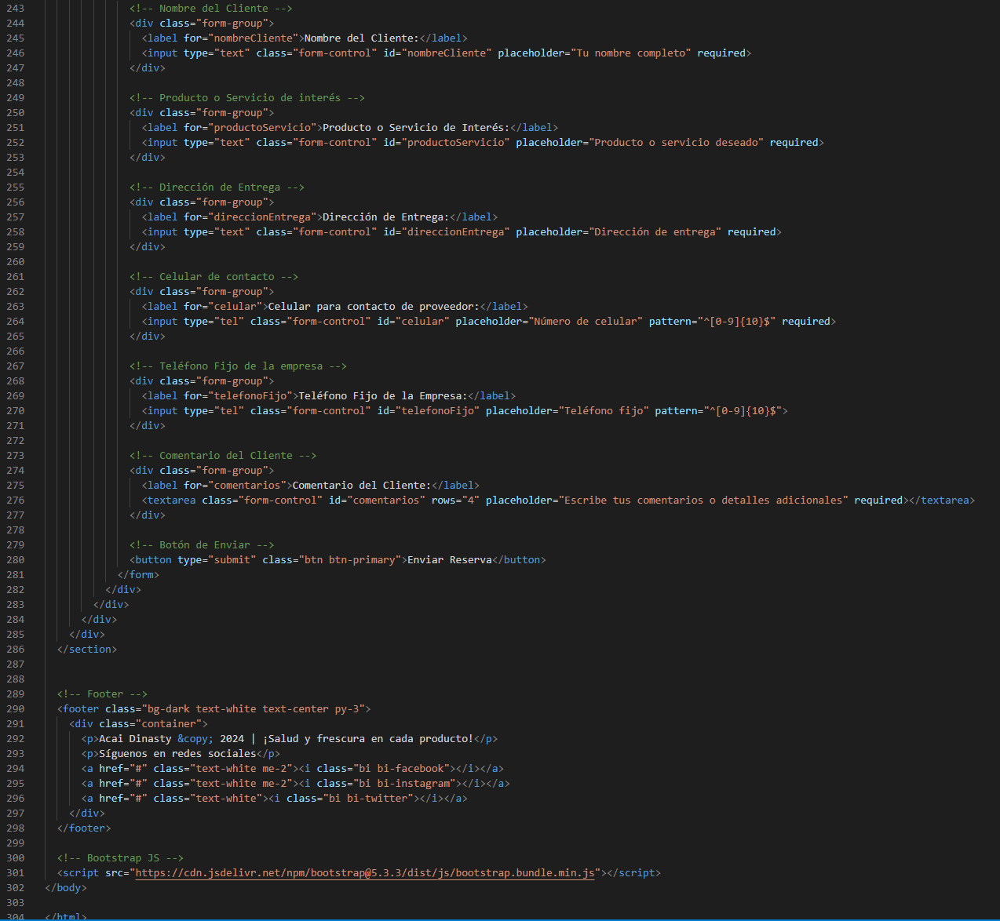 243 <!-- Nombre del Cliente -->
244 <div class="form-group">
245 <label for="nombreCliente">Nombre del Cliente:</label>
246 <input type="text" class="form-control" id="nombreCliente" placeholder="Tu nombre completo" required>
247 </div>
248
249 <!-- Producto o Servicio de interés -->
250 <div class="form-group">
251 <label for="productoServicio">Producto o Servicio de Interés:</label>
252 <input type="text" class="form-control" id="productoServicio" placeholder="Producto o servicio deseado" required>
253 </div>
254
255 <!-- Dirección de Entrega -->
256 <div class="form-group">
257 <label for="direccionEntrega">Dirección de Entrega:</label>
258 <input type="text" class="form-control" id="direccionEntrega" placeholder="Dirección de entrega" required>
259 </div>
260
261 <!-- Celular de contacto -->
262 <div class="form-group">
263 <label for="celular">Celular para contacto de proveedor:</label>
264 <input type="tel" class="form-control" id="celular" placeholder="Número de celular" pattern="^[0-9]{10}$" required>
265 </div>
266
267 <!-- Teléfono Fijo de la empresa -->
268 <div class="form-group">
269 <label for="telefonoFijo">Teléfono Fijo de la Empresa:</label>
270 <input type="tel" class="form-control" id="telefonoFijo" placeholder="Teléfono fijo" pattern="^[0-9]{10}$">
271 </div>
272
273 <!-- Comentario del Cliente -->
274 <div class="form-group">
275 <label for="comentarios">Comentario del Cliente:</label>
276 <textarea class="form-control" id="comentarios" rows="4" placeholder="Escribe tus comentarios o detalles adicionales" required></textarea>
277 </div>
278
279 <!-- Botón de Enviar -->
280 <button type="submit" class="btn btn-primary">Enviar Reserva</button>
281 </form>
282 </div>
283 </div>
284 </div>
285 </div>
286 </section>
287
288
289 <!-- Footer -->
290 <footer class="bg-dark text-white text-center py-3">
291 <div class="container">
292 <p>Acai Dinasty &copy; 2024 | ¡Salud y frescura en cada producto!</p>
293 <p>Síguenos en redes sociales</p>
294 <a href="#" class="text-white me-2"><i class="bi bi-facebook"></i></a>
295 <a href="#" class="text-white me-2"><i class="bi bi-instagram"></i></a>
296 <a href="#" class="text-white"><i class="bi bi-twitter"></i></a>
297 </div>
298 </footer>
299
300 <!-- Bootstrap JS -->
301 <script src="https://cdn.jsdelivr.net/npm/bootstrap@5.3.3/dist/js/bootstrap.bundle.min.js"></script>
302 </body>
303
304 </html>